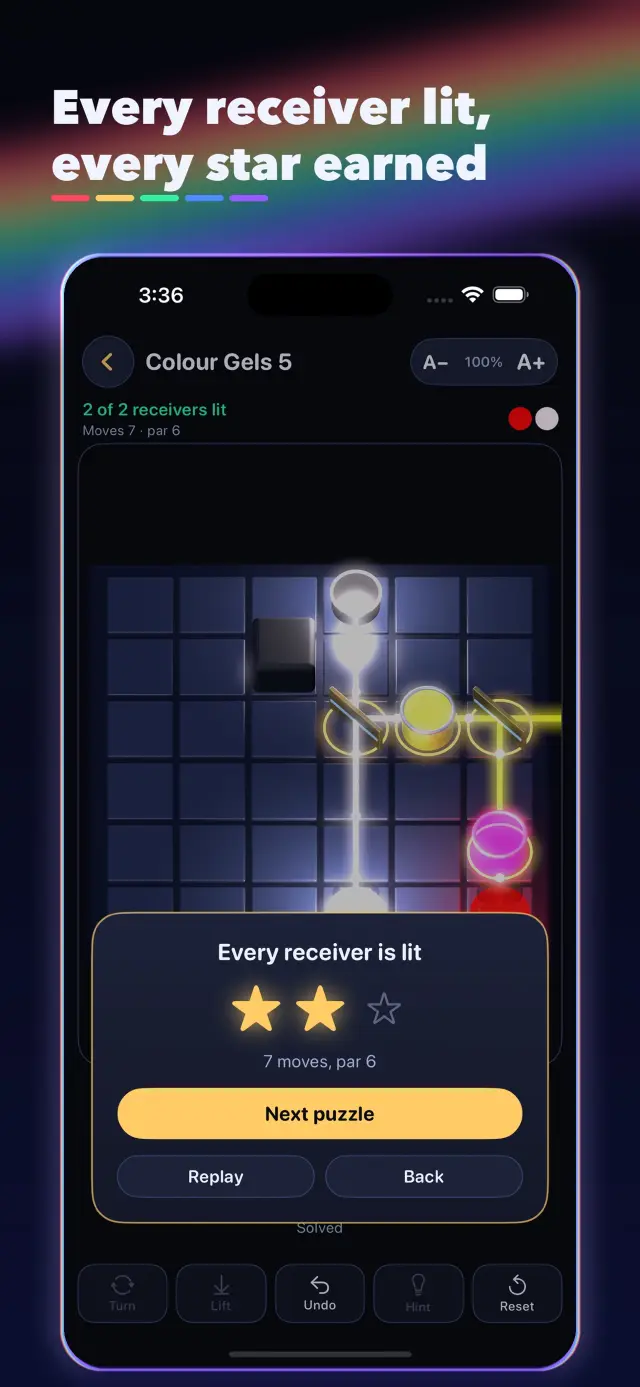 Every receiver lit,
every star earned
3:36
Colour Gels 5
A– 100% A+
2 of 2 receivers lit
Moves 7 · par 6
Every receiver is lit
7 moves, par 6
Next puzzle
Replay Back
Solved
Turn Lift Undo Hint Reset